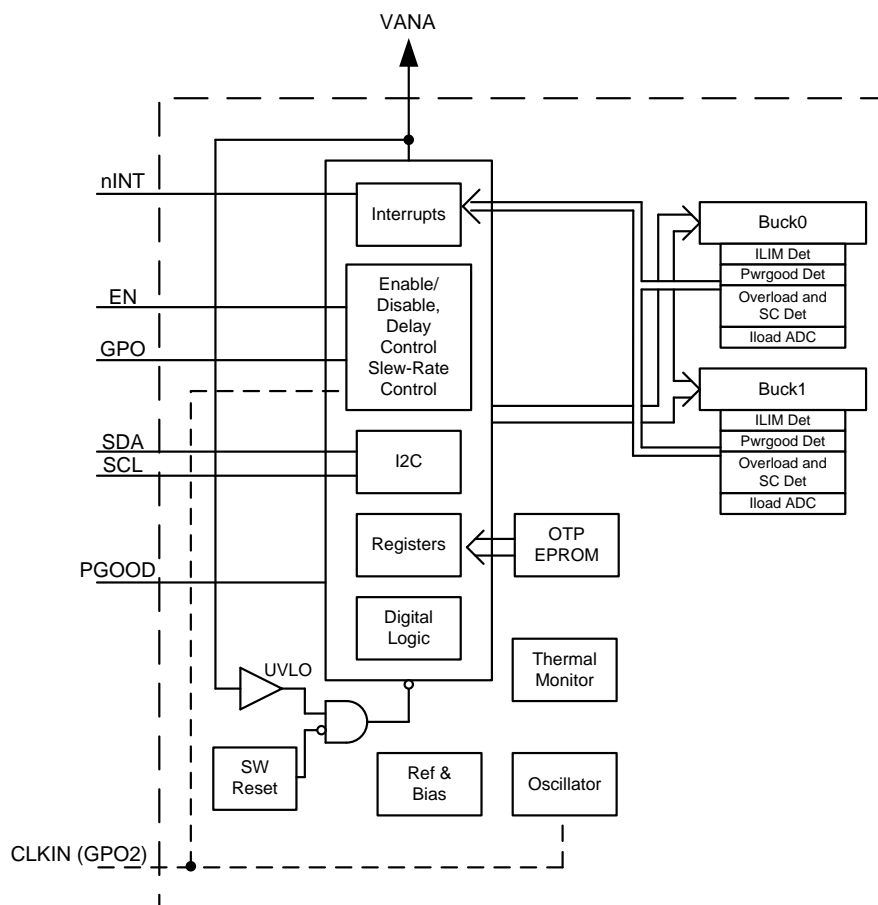 VANA
nINT
Interrupts
EN
GPO
Enable/
Disable,
Delay
Control
Slew-Rate
Control
SDA
SCL
I2C
Registers
OTP
EPROM
PGOOD
Digital
Logic
UVLO
Thermal
Monitor
SW
Reset
Ref &
Bias
Oscillator
CLKIN (GPO2)
Buck0
ILIM Det
Pwrgood Det
Overload and
SC Det
Iload ADC
Buck1
ILIM Det
Pwrgood Det
Overload and
SC Det
Iload ADC